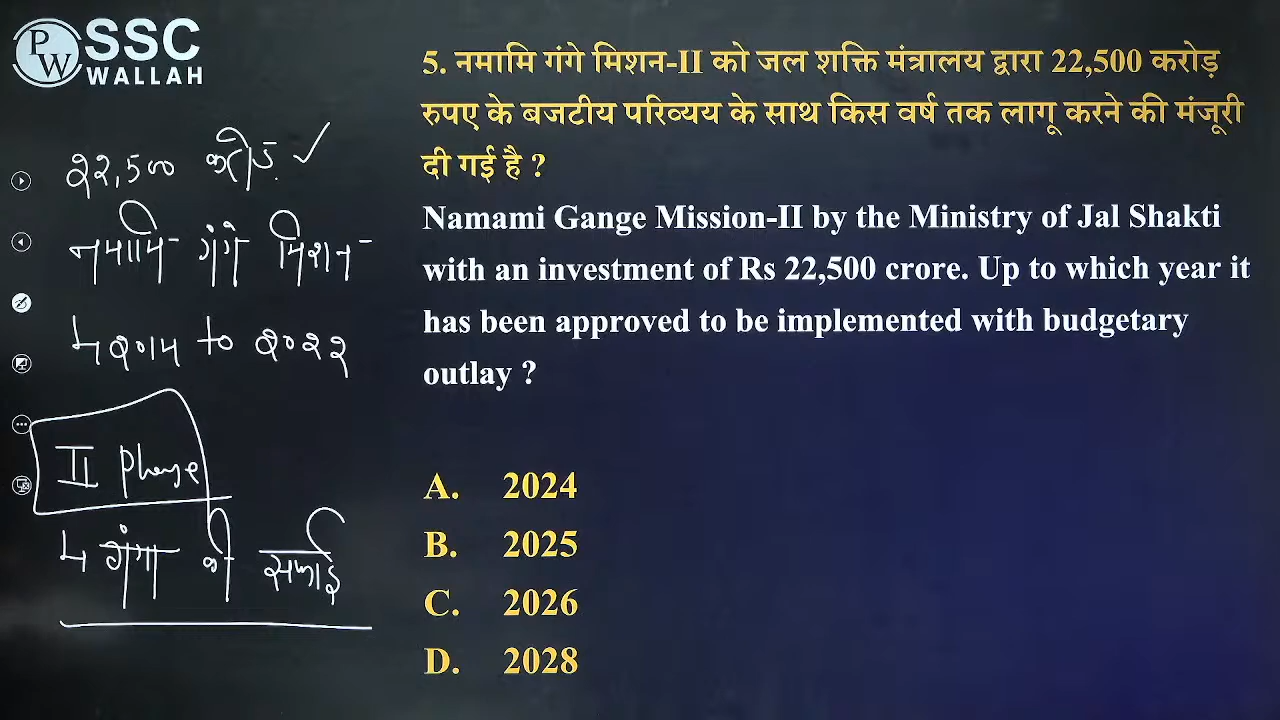 PW SSC
WALLAH
5. नमामि गंगे मिशन-II को जल शक्ति मंत्रालय द्वारा 22,500 करोड़
रुपए के बजटीय परिव्यय के साथ किस वर्ष तक लागू करने की मंजूरी
दी गई है ?
Namami Gange Mission-II by the Ministry of Jal Shakti
with an investment of Rs 22,500 crore. Up to which year it
has been approved to be implemented with budgetary
outlay ?
A. 2024
B. 2025
C. 2026
D. 2028
22,500 करोड़ ✓
नमामि गंगे मिशन
↳ 2014 to 2022
II phase
↳ गंगा की सफाई